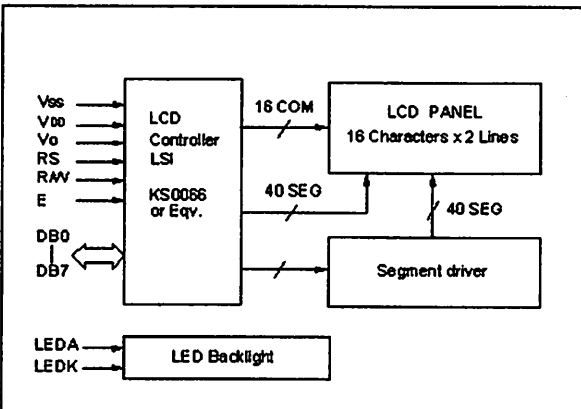 Vss
VDD
Vo
RS
R/W
E
DB0
DB7
LCD
Controller
LSI
KS0066
or Eqv.
16 COM
40 SEG
LCD PANEL
16 Characters x 2 Lines
40 SEG
Segment driver
LEDA
LEDK
LED Backlight